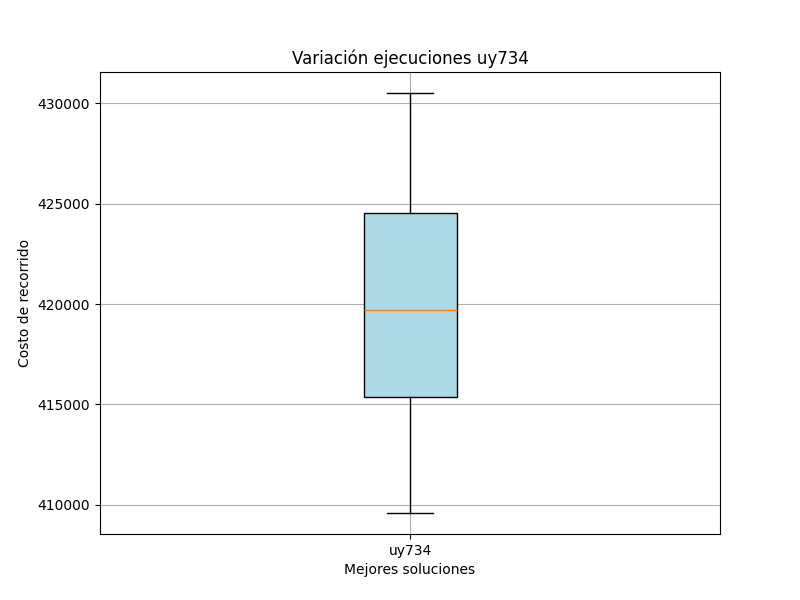 Variación ejecuciones uy734
Costo de recorrido
430000
425000
420000
415000
410000
uy734
Mejores soluciones